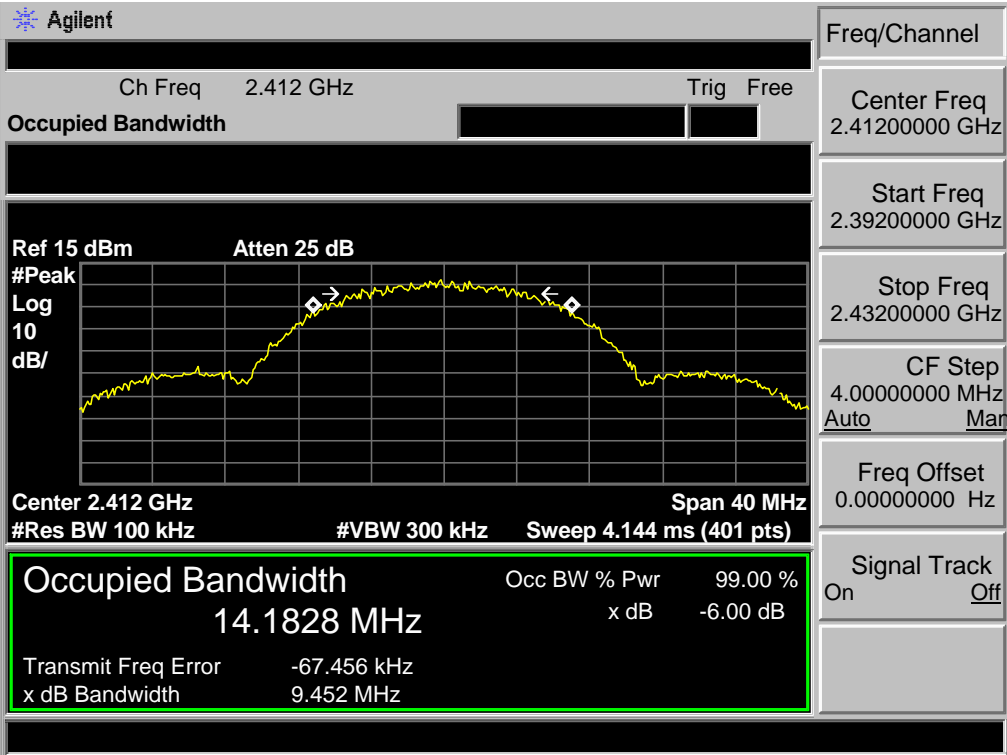 Agilent
Ch Freq 2.412 GHz Trig Free
Occupied Bandwidth
Ref 15 dBm Atten 25 dB
#Peak
Log
10
dB/
Center 2.412 GHz Span 40 MHz
#Res BW 100 kHz #VBW 300 kHz Sweep 4.144 ms (401 pts)
Occupied Bandwidth
14.1828 MHz
Occ BW % Pwr 99.00 %
x dB -6.00 dB
Transmit Freq Error -67.456 kHz
x dB Bandwidth 9.452 MHz
Freq/Channel
Center Freq
2.41200000 GHz
Start Freq
2.39200000 GHz
Stop Freq
2.43200000 GHz
CF Step
4.00000000 MHz
Auto Man
Freq Offset
0.00000000 Hz
Signal Track
On Off